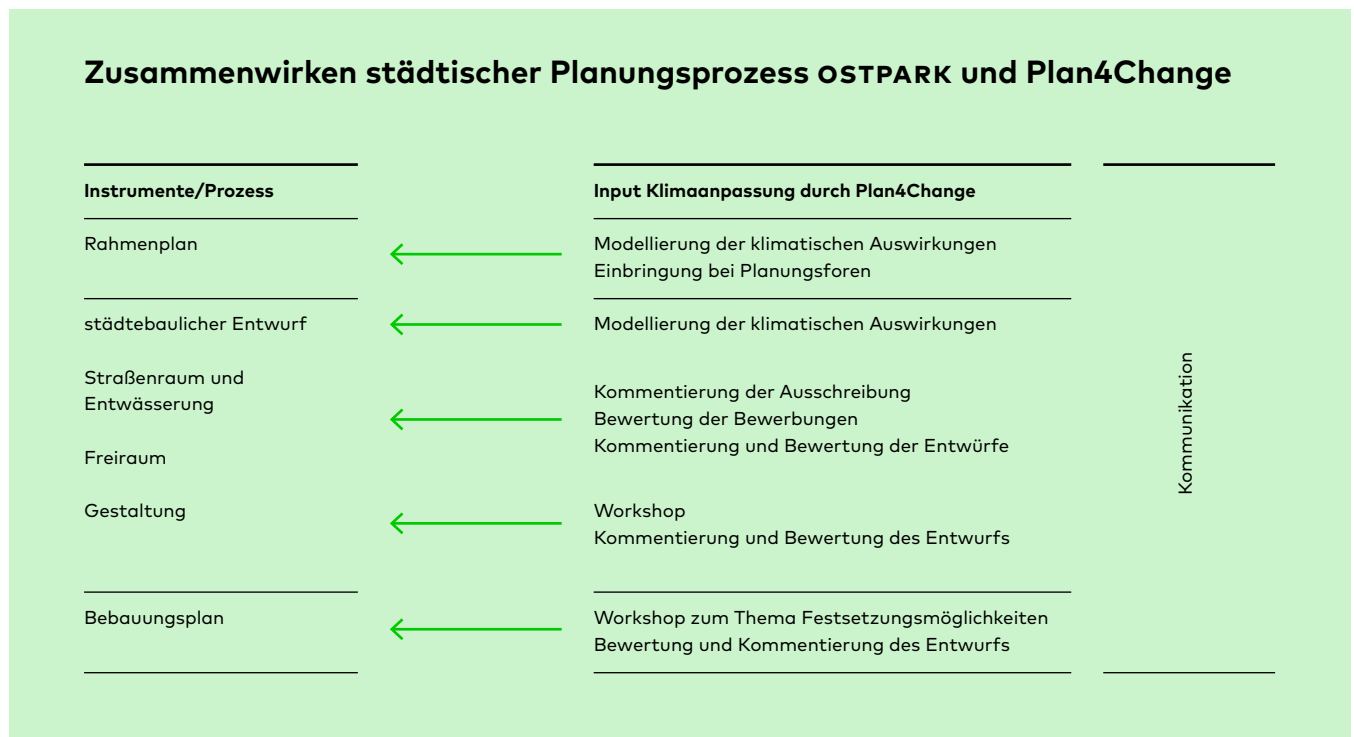 Zusammenwirken städtischer Planungsprozess OSTPARK und Plan4Change
Instrumente/Prozess
Input Klimaanpassung durch Plan4Change
Rahmenplan
Modellierung der klimatischen Auswirkungen
Einbringung bei Planungsforen
städtebaulicher Entwurf
Modellierung der klimatischen Auswirkungen
Straßenraum und
Entwässerung
Freiraum
Kommentierung der Ausschreibung
Bewertung der Bewerbungen
Kommentierung und Bewertung der Entwürfe
Gestaltung
Workshop
Kommentierung und Bewertung des Entwurfs
Bebauungsplan
Workshop zum Thema Festsetzungsmöglichkeiten
Bewertung und Kommentierung des Entwurfs
Kommunikation